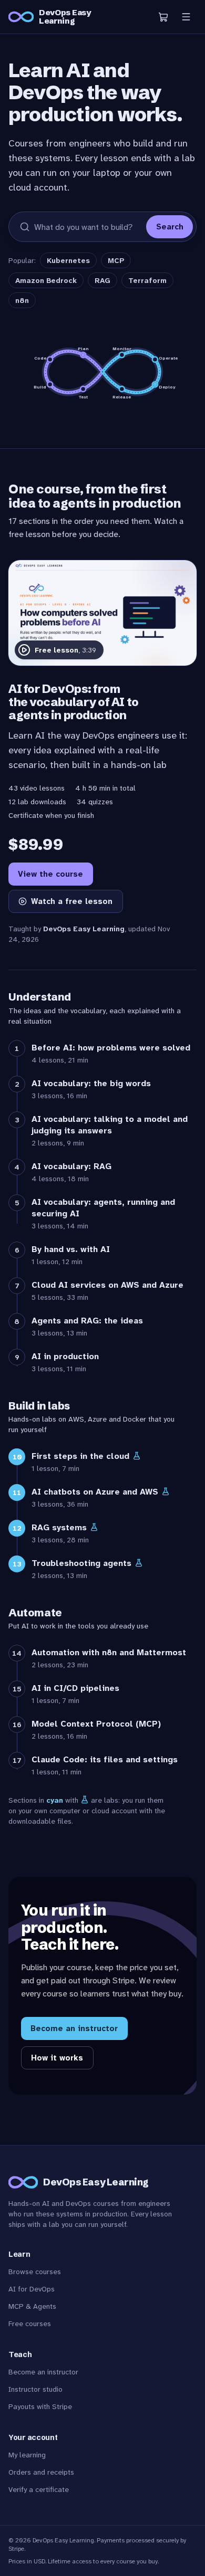 DevOps Easy
Learning
Learn AI and
DevOps the way
production works.
Courses from engineers who build and run
these systems. Every lesson ends with a lab
you can run on your laptop or your own
cloud account.
What do you want to build?
Search
Popular:
Kubernetes
MCP
Amazon Bedrock
RAG
Terraform
n8n
Plan
Monitor
Code
Operate
Build
Deploy
Test
Release
One course, from the first
idea to agents in production
17 sections in the order you need them. Watch a
free lesson before you decide.
DEVOPS EASY LEARNING
How computers solved
problems before AI
Free lesson, 3:39
AI for DevOps: from
the vocabulary of AI to
agents in production
Learn AI the way DevOps engineers use it:
every idea explained with a real-life
scenario, then built in a hands-on lab
43 video lessons
4 h 50 min in total
12 lab downloads
34 quizzes
Certificate when you finish
$89.99
View the course
Watch a free lesson
Taught by DevOps Easy Learning, updated Nov
24, 2026
Understand
The ideas and the vocabulary, each explained with a
real situation
1
Before AI: how problems were solved
4 lessons, 21 min
2
AI vocabulary: the big words
3 lessons, 16 min
3
AI vocabulary: talking to a model and
judging its answers
2 lessons, 9 min
4
AI vocabulary: RAG
4 lessons, 18 min
5
AI vocabulary: agents, running and
securing AI
3 lessons, 14 min
6
By hand vs. with AI
1 lesson, 12 min
7
Cloud AI services on AWS and Azure
5 lessons, 33 min
8
Agents and RAG: the ideas
3 lessons, 13 min
9
AI in production
3 lessons, 11 min
Build in labs
Hands-on labs on AWS, Azure and Docker that you
run yourself
10
First steps in the cloud
1 lesson, 7 min
11
AI chatbots on Azure and AWS
3 lessons, 36 min
12
RAG systems
3 lessons, 28 min
13
Troubleshooting agents
2 lessons, 13 min
Automate
Put AI to work in the tools you already use
14
Automation with n8n and Mattermost
2 lessons, 23 min
15
AI in CI/CD pipelines
1 lesson, 7 min
16
Model Context Protocol (MCP)
2 lessons, 16 min
17
Claude Code: its files and settings
1 lesson, 11 min
Sections in cyan with are labs: you run them
on your own computer or cloud account with the
downloadable files.
You run it in
production.
Teach it here.
Publish your course, keep the price you set,
and get paid out through Stripe. We review
every course so learners trust what they buy.
Become an instructor
How it works
DevOps Easy Learning
Hands-on AI and DevOps courses from engineers
who run these systems in production. Every lesson
ships with a lab you can run yourself.
Learn
Browse courses
AI for DevOps
MCP & Agents
Free courses
Teach
Become an instructor
Instructor studio
Payouts with Stripe
Your account
My learning
Orders and receipts
Verify a certificate
© 2026 DevOps Easy Learning. Payments processed securely by
Stripe.
Prices in USD. Lifetime access to every course you buy.